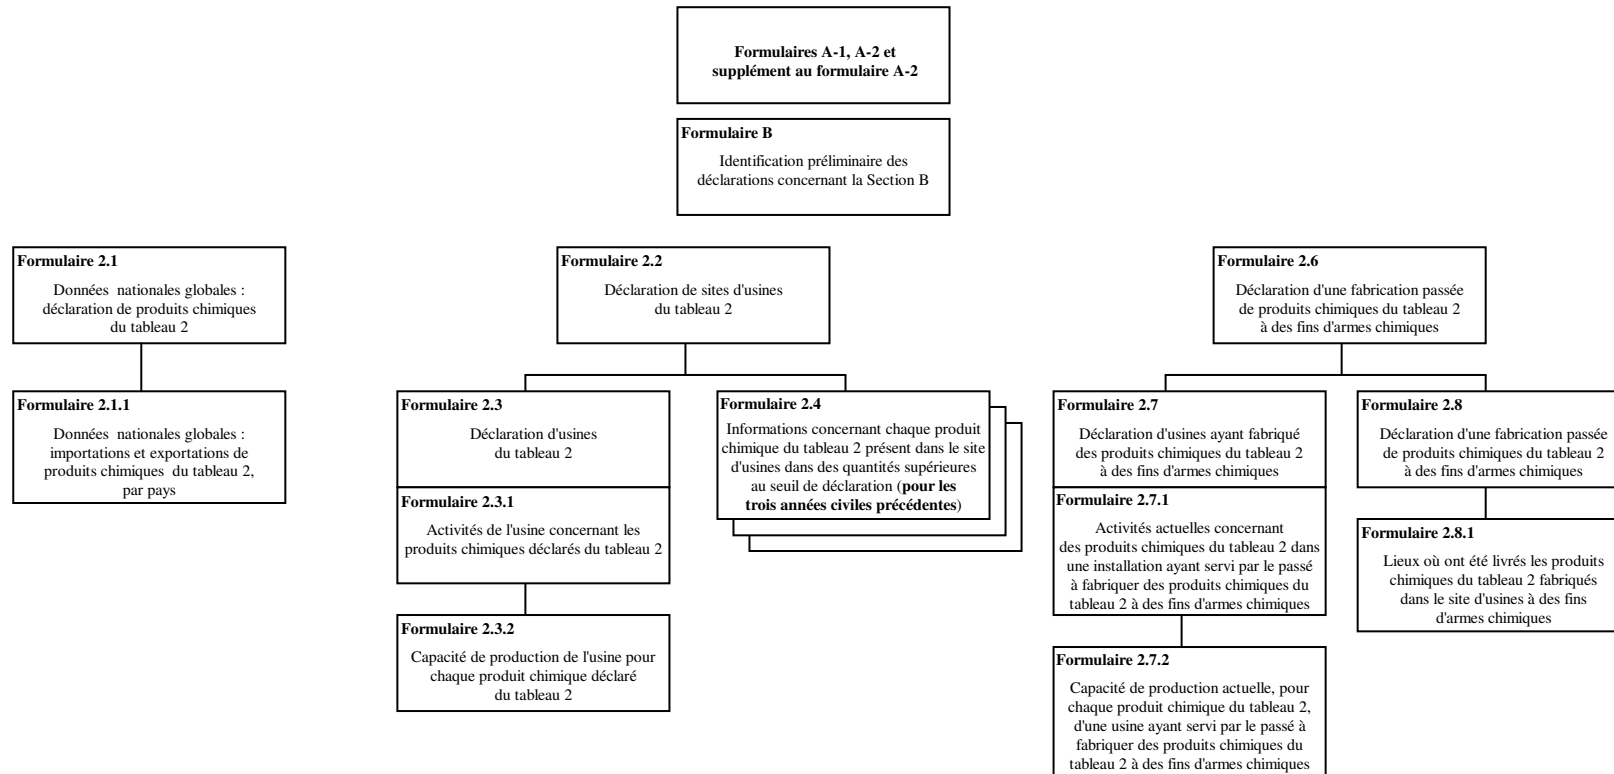 Formulaires A-1, A-2 et
supplément au formulaire A-2
Formulaire B
Identification préliminaire des
déclarations concernant la Section B
Formulaire 2.1
Données nationales globales :
déclaration de produits chimiques
du tableau 2
Formulaire 2.1.1
Données nationales globales :
importations et exportations de
produits chimiques du tableau 2,
par pays
Formulaire 2.2
Déclaration de sites d'usines
du tableau 2
Formulaire 2.3
Déclaration d'usines
du tableau 2
Formulaire 2.3.1
Activités de l'usine concernant les
produits chimiques déclarés du tableau 2
Formulaire 2.3.2
Capacité de production de l'usine pour
chaque produit chimique déclaré
du tableau 2
Formulaire 2.4
Informations concernant chaque produit
chimique du tableau 2 présent dans le site
d'usines dans des quantités supérieures
au seuil de déclaration (pour les
trois années civiles précédentes)
Formulaire 2.6
Déclaration d'une fabrication passée
de produits chimiques du tableau 2
à des fins d'armes chimiques
Formulaire 2.7
Déclaration d'usines ayant fabriqué
des produits chimiques du tableau 2
à des fins d'armes chimiques
Formulaire 2.7.1
Activités actuelles concernant
des produits chimiques du tableau 2 dans
une installation ayant servi par le passé
à fabriquer des produits chimiques du
tableau 2 à des fins d'armes chimiques
Formulaire 2.7.2
Capacité de production actuelle, pour
chaque produit chimique du tableau 2,
d'une usine ayant servi par le passé à
fabriquer des produits chimiques du
tableau 2 à des fins d'armes chimiques
Formulaire 2.8
Déclaration d'une fabrication passée
de produits chimiques du tableau 2
à des fins d'armes chimiques
Formulaire 2.8.1
Lieux où ont été livrés les produits
chimiques du tableau 2 fabriqués
dans le site d'usines à des fins
d'armes chimiques